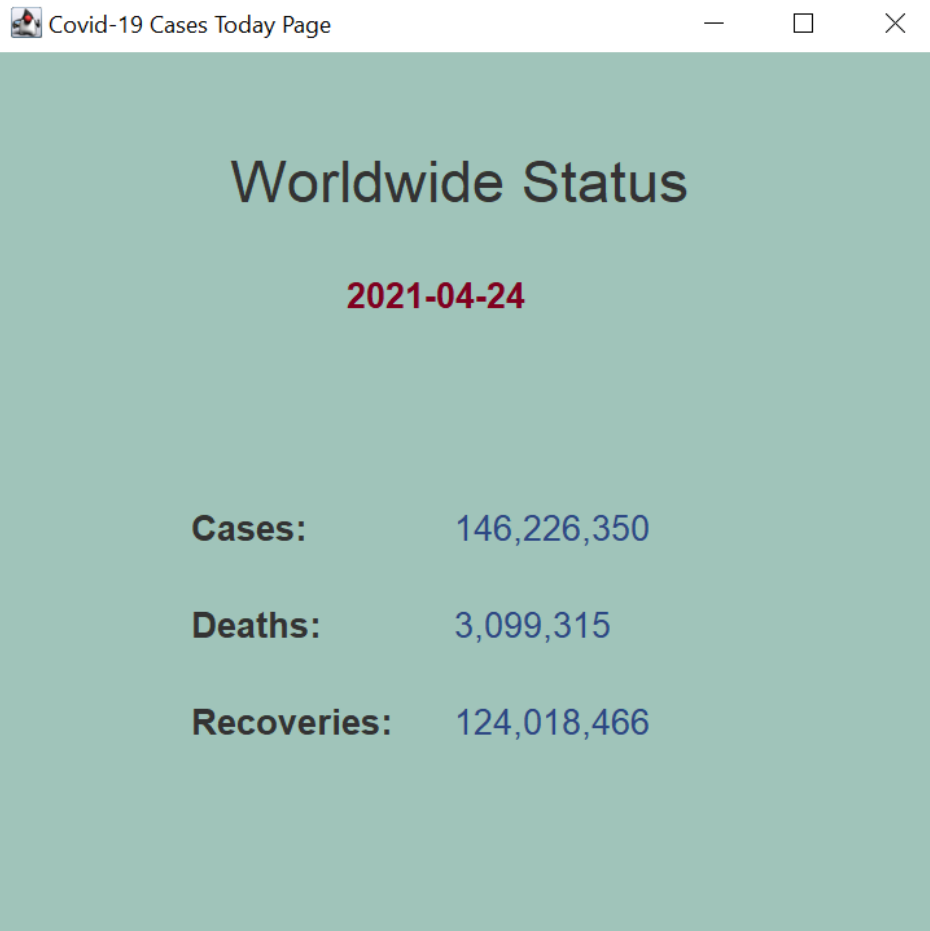 Covid-19 Cases Today Page
Worldwide Status
2021-04-24
Cases: 146,226,350
Deaths: 3,099,315
Recoveries: 124,018,466